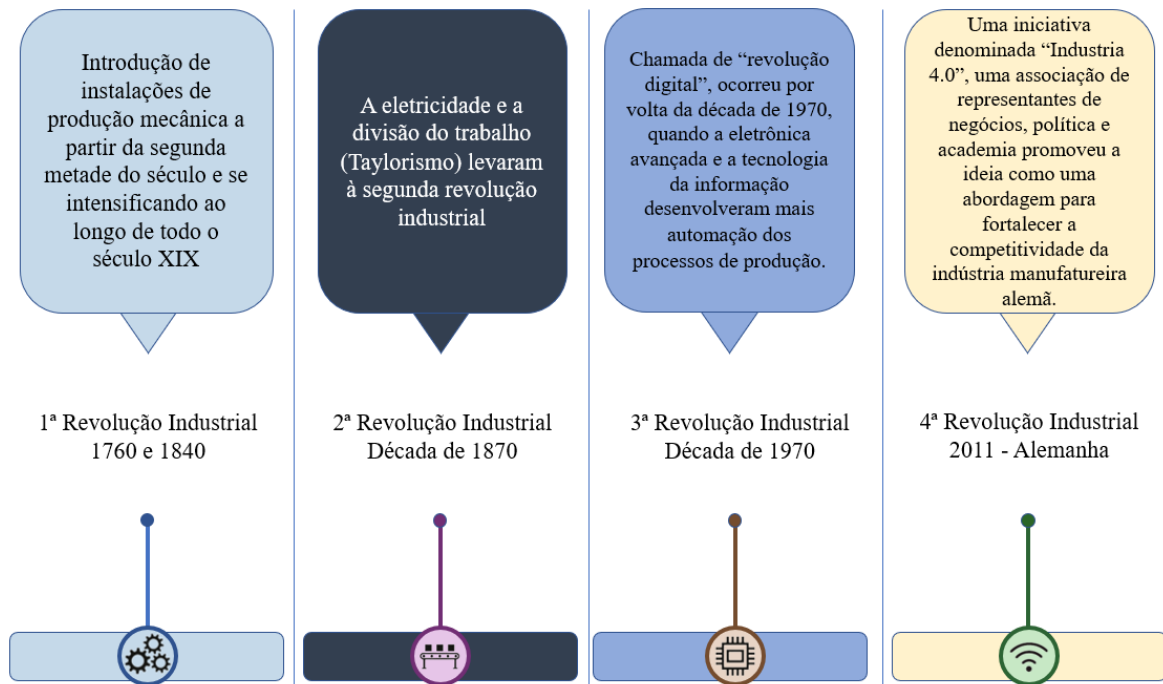 Introdução de
instalações de
produção mecânica a
partir da segunda
metade do século e se
intensificando ao
longo de todo o
século XIX
1ª Revolução Industrial
1760 e 1840
A eletricidade e a
divisão do trabalho
(Taylorismo) levaram
à segunda revolução
industrial
2ª Revolução Industrial
Década de 1870
Chamada de “revolução
digital”, ocorreu por
volta da década de 1970,
quando a eletrônica
avançada e a tecnologia
da informação
desenvolveram mais
automação dos
processos de produção.
3ª Revolução Industrial
Década de 1970
Uma iniciativa
denominada “Industria
4.0”, uma associação de
representantes de
negócios, política e
academia promoveu a
ideia como uma
abordagem para
fortalecer a
competitividade da
indústria manufatureira
alemã.
4ª Revolução Industrial
2011 - Alemanha